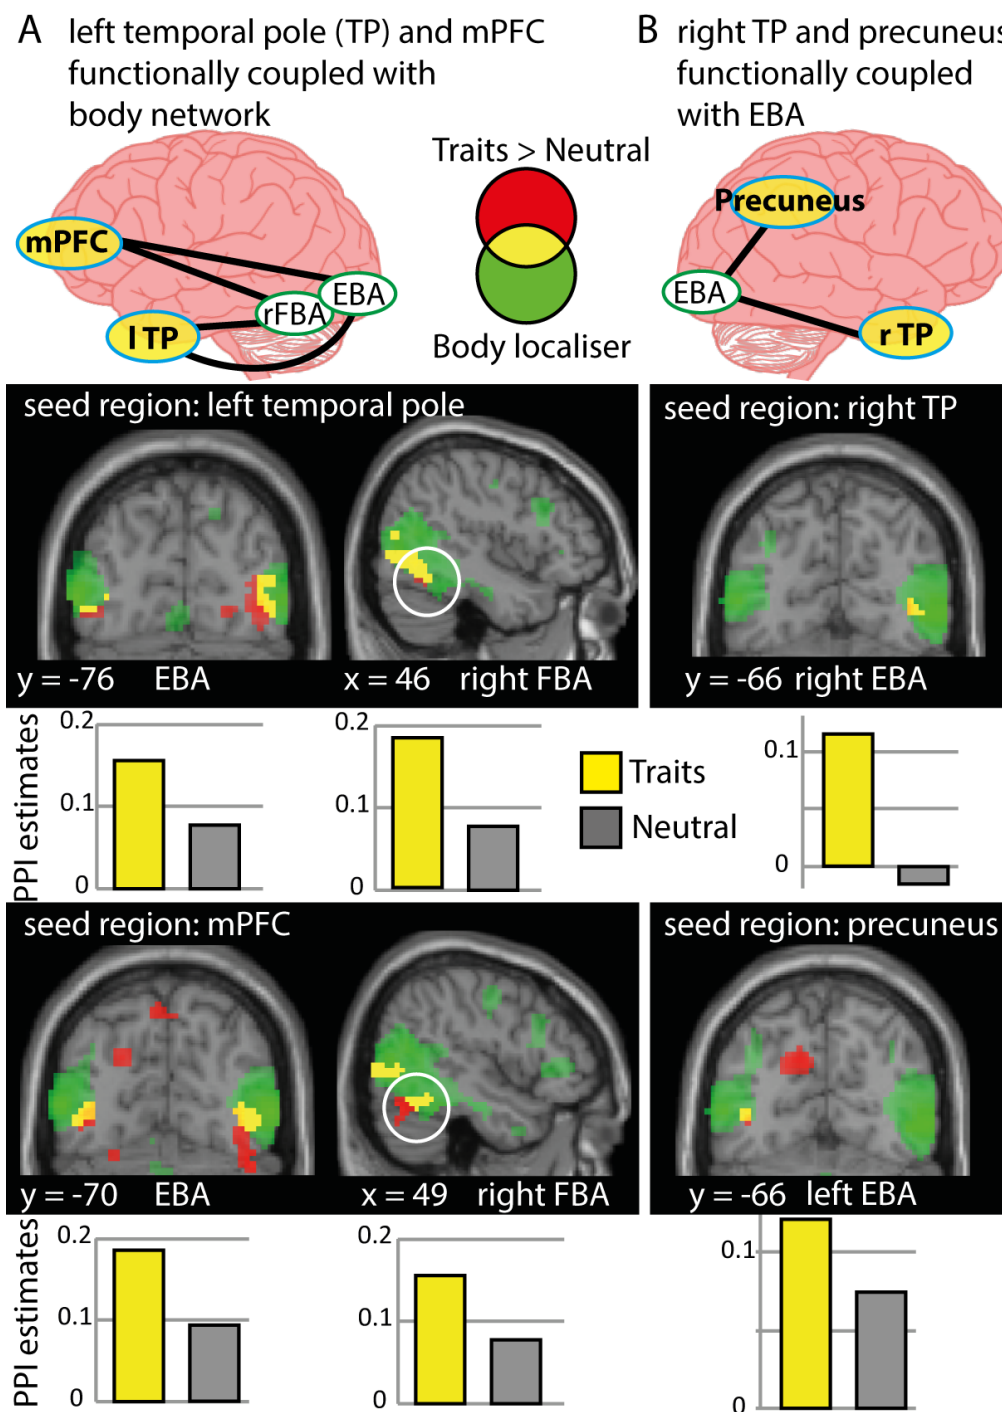 A left temporal pole (TP) and mPFC
functionally coupled with
body network
B right TP and precuneus
functionally coupled
with EBA
Traits > Neutral
Body localiser
mPFC
l TP
rFBA
EBA
Precuneus
EBA
r TP
seed region: left temporal pole
y = -76 EBA
x = 46 right FBA
seed region: right TP
y = -66 right EBA
PPI estimates
0.2
0.1
0
0.2
0.1
0
Traits
Neutral
0.1
0
seed region: mPFC
y = -70 EBA
x = 49 right FBA
seed region: precuneus
y = -66 left EBA
PPI estimates
0.2
0.1
0
0.2
0.1
0
0.1
0